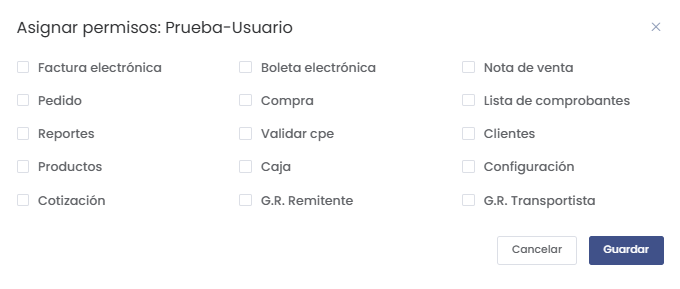 Asignar permisos: Prueba-Usuario
Factura electrónica
Boleta electrónica
Nota de venta
Pedido
Compra
Lista de comprobantes
Reportes
Validar cpe
Clientes
Productos
Caja
Configuración
Cotización
G.R. Remitente
G.R. Transportista
Cancelar
Guardar